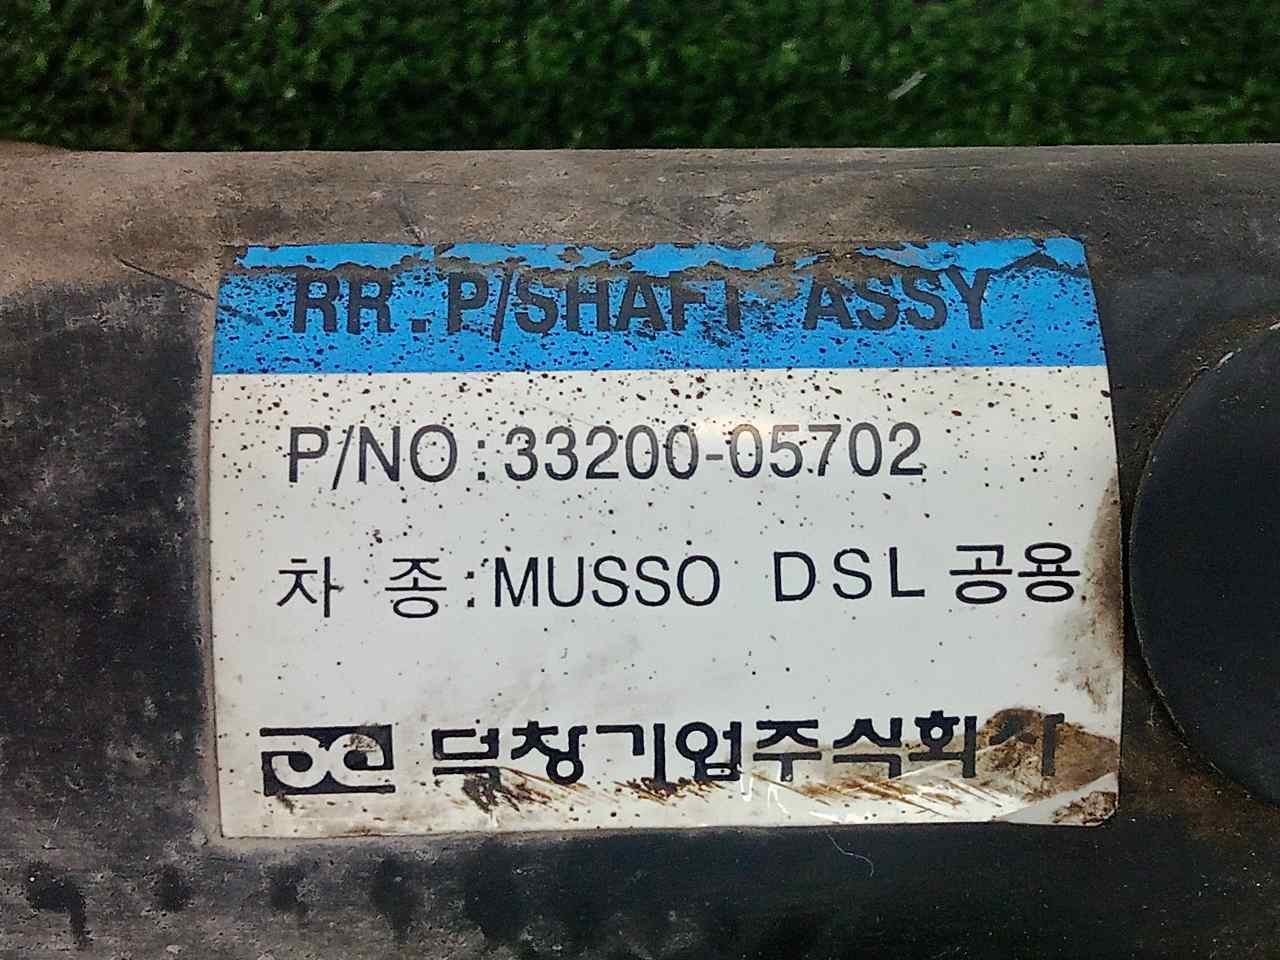 RR.P/SHAFT ASSY
P/NO:33200-05702
차 종:MUSSO DSL 공용
덕창기업주식회사